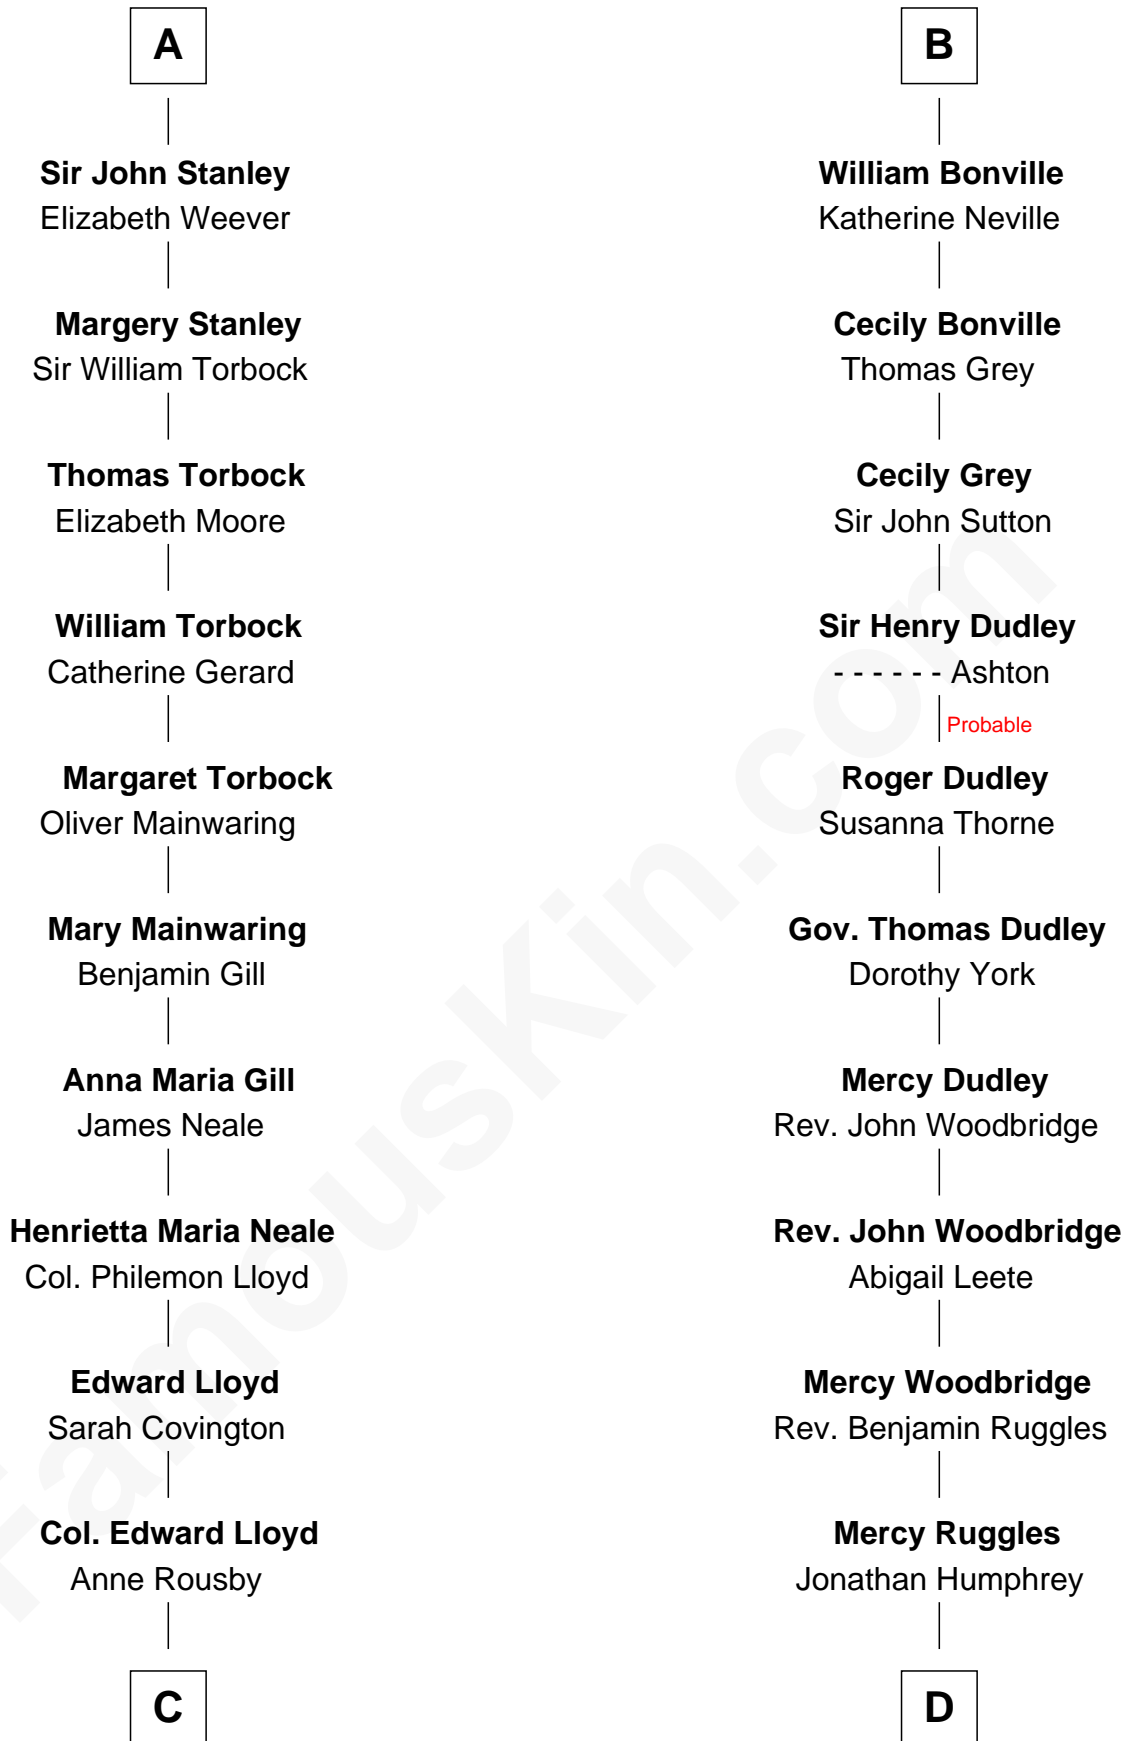 A
Sir John Stanley
Elizabeth Weever
Margery Stanley
Sir William Torbock
Thomas Torbock
Elizabeth Moore
William Torbock
Catherine Gerard
Margaret Torbock
Oliver Mainwaring
Mary Mainwaring
Benjamin Gill
Anna Maria Gill
James Neale
Henrietta Maria Neale
Col. Philemon Lloyd
Edward Lloyd
Sarah Covington
Col. Edward Lloyd
Anne Rousby
C
B
William Bonville
Katherine Neville
Cecily Bonville
Thomas Grey
Cecily Grey
Sir John Sutton
Sir Henry Dudley
- - - - - - Ashton
Probable
Roger Dudley
Susanna Thorne
Gov. Thomas Dudley
Dorothy York
Mercy Dudley
Rev. John Woodbridge
Rev. John Woodbridge
Abigail Leete
Mercy Woodbridge
Rev. Benjamin Ruggles
Mercy Ruggles
Jonathan Humphrey
D
FamousKin.com